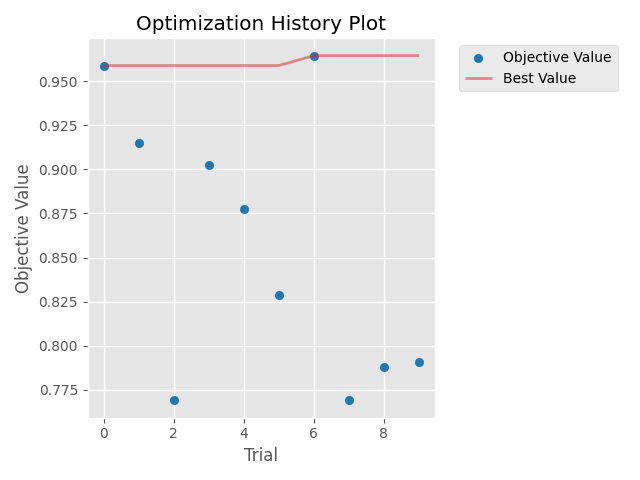 Optimization History Plot
Objective Value
Best Value
Objective Value
0.950
0.925
0.900
0.875
0.850
0.825
0.800
0.775
0 2 4 6 8
Trial